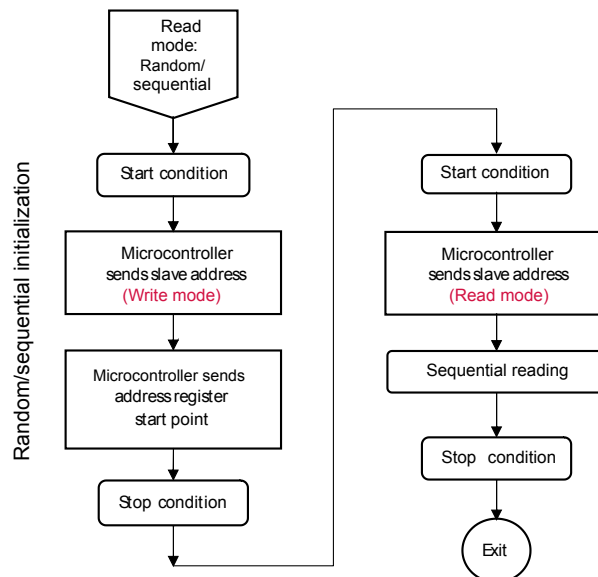 Read
mode:
Random/
sequential
Start condition
Microcontroller
sends slave address
(Write mode)
Microcontroller sends
address register
start point
Stop condition
Random/sequential initialization
Start condition
Microcontroller
sends slave address
(Read mode)
Sequential reading
Stop condition
Exit